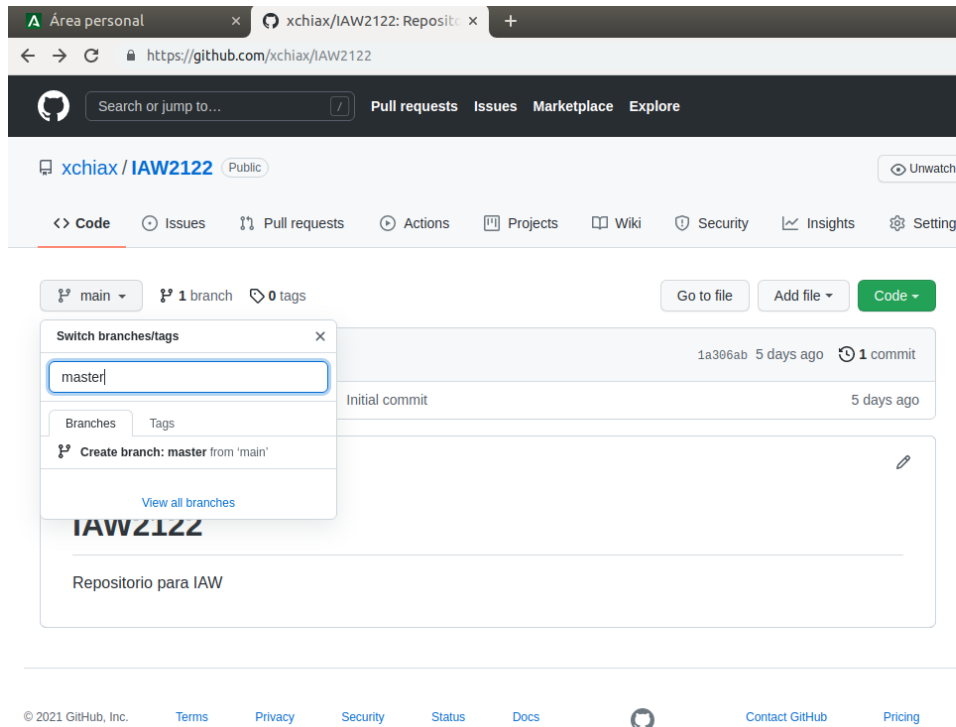 Área personal × xchiax/IAW2122: Reposito × +
https://github.com/xchiax/IAW2122
Search or jump to… / Pull requests Issues Marketplace Explore
xchiax / IAW2122 Public Unwatch
Code Issues Pull requests Actions Projects Wiki Security Insights Setting
main 1 branch 0 tags Go to file Add file Code
Switch branches/tags ×
1a306ab 5 days ago 1 commit
master
Initial commit 5 days ago
Branches Tags
Create branch: master from ‘main’
View all branches
IAW2122
Repositorio para IAW
© 2021 GitHub, Inc. Terms Privacy Security Status Docs Contact GitHub Pricing